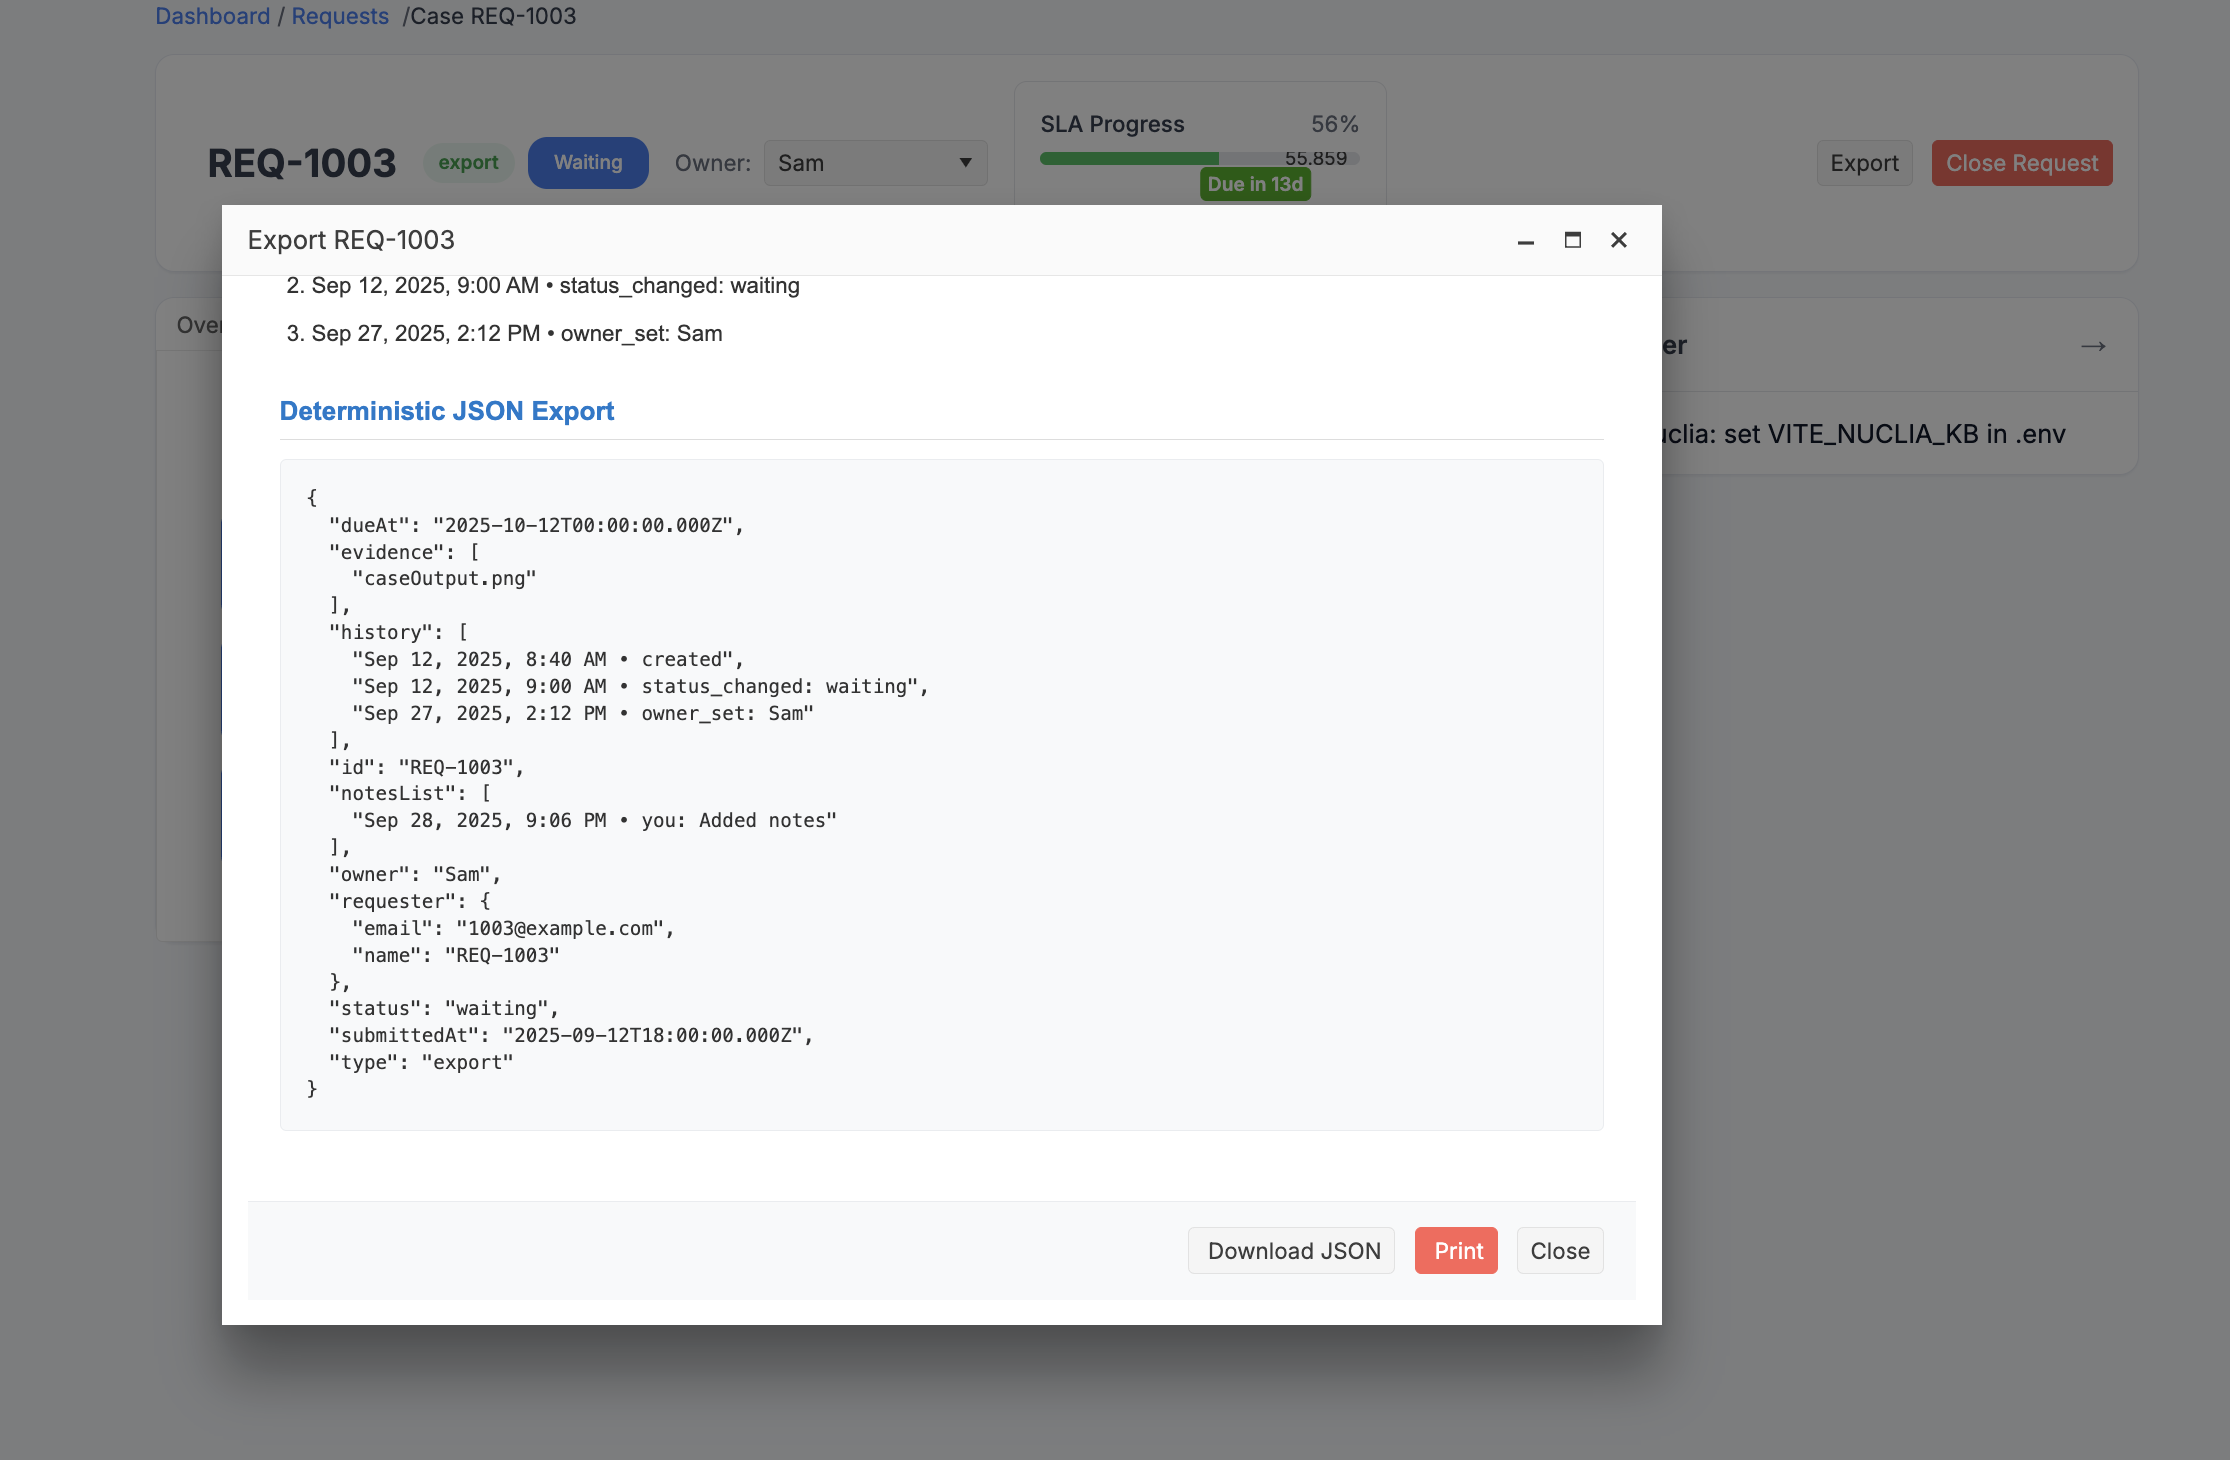 Dashboard / Requests /Case REQ-1003
REQ-1003
export
Waiting
Owner:
Sam
SLA Progress
56%
55.859
Due in 13d
Export
Close Request
Export REQ-1003
2. Sep 12, 2025, 9:00 AM • status_changed: waiting
3. Sep 27, 2025, 2:12 PM • owner_set: Sam
Deterministic JSON Export
{
  "dueAt": "2025-10-12T00:00:00.000Z",
  "evidence": [
    "caseOutput.png"
  ],
  "history": [
    "Sep 12, 2025, 8:40 AM • created",
    "Sep 12, 2025, 9:00 AM • status_changed: waiting",
    "Sep 27, 2025, 2:12 PM • owner_set: Sam"
  ],
  "id": "REQ-1003",
  "notesList": [
    "Sep 28, 2025, 9:06 PM • you: Added notes"
  ],
  "owner": "Sam",
  "requester": {
    "email": "1003@example.com",
    "name": "REQ-1003"
  },
  "status": "waiting",
  "submittedAt": "2025-09-12T18:00:00.000Z",
  "type": "export"
}
Download JSON
Print
Close
set VITE_NUCLIA_KB in .env